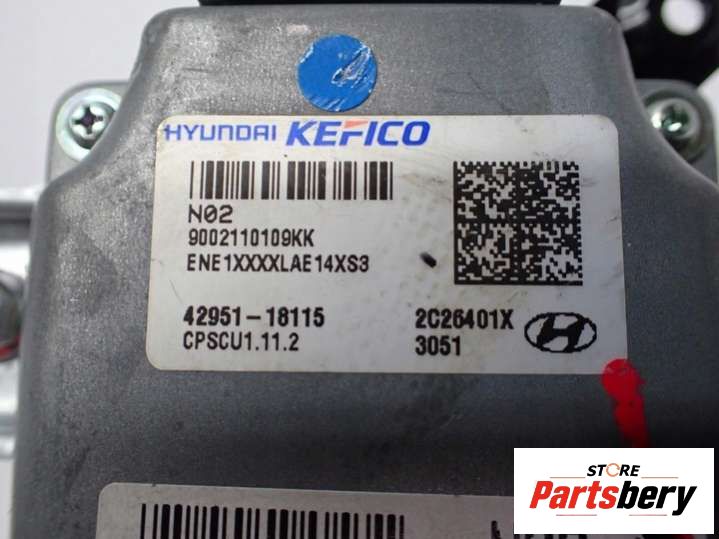 HYUNDAI KEFICO
N02
9002110109KK
ENE1XXXXLAE14XS3
42951-18115 2C26401X
CPSCU1.11.2 3051
STORE
Partsbery